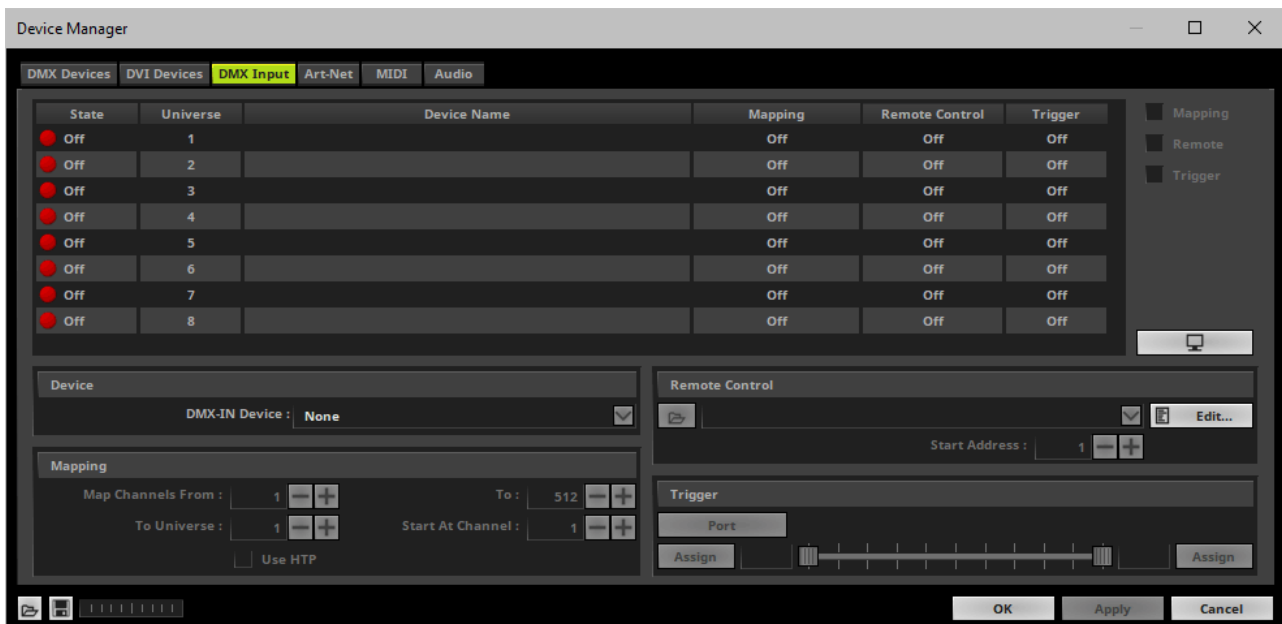 Device Manager
DMX Devices DVI Devices DMX Input Art-Net MIDI Audio
State Universe Device Name Mapping Remote Control Trigger
Off 1 Off Off Off
Off 2 Off Off Off
Off 3 Off Off Off
Off 4 Off Off Off
Off 5 Off Off Off
Off 6 Off Off Off
Off 7 Off Off Off
Off 8 Off Off Off
Mapping
Remote
Trigger
Device
DMX-IN Device : None
Mapping
Map Channels From : 1 To : 512
To Universe : 1 Start At Channel : 1
Use HTP
Remote Control
Edit...
Start Address : 1
Trigger
Port
Assign Assign
OK Apply Cancel